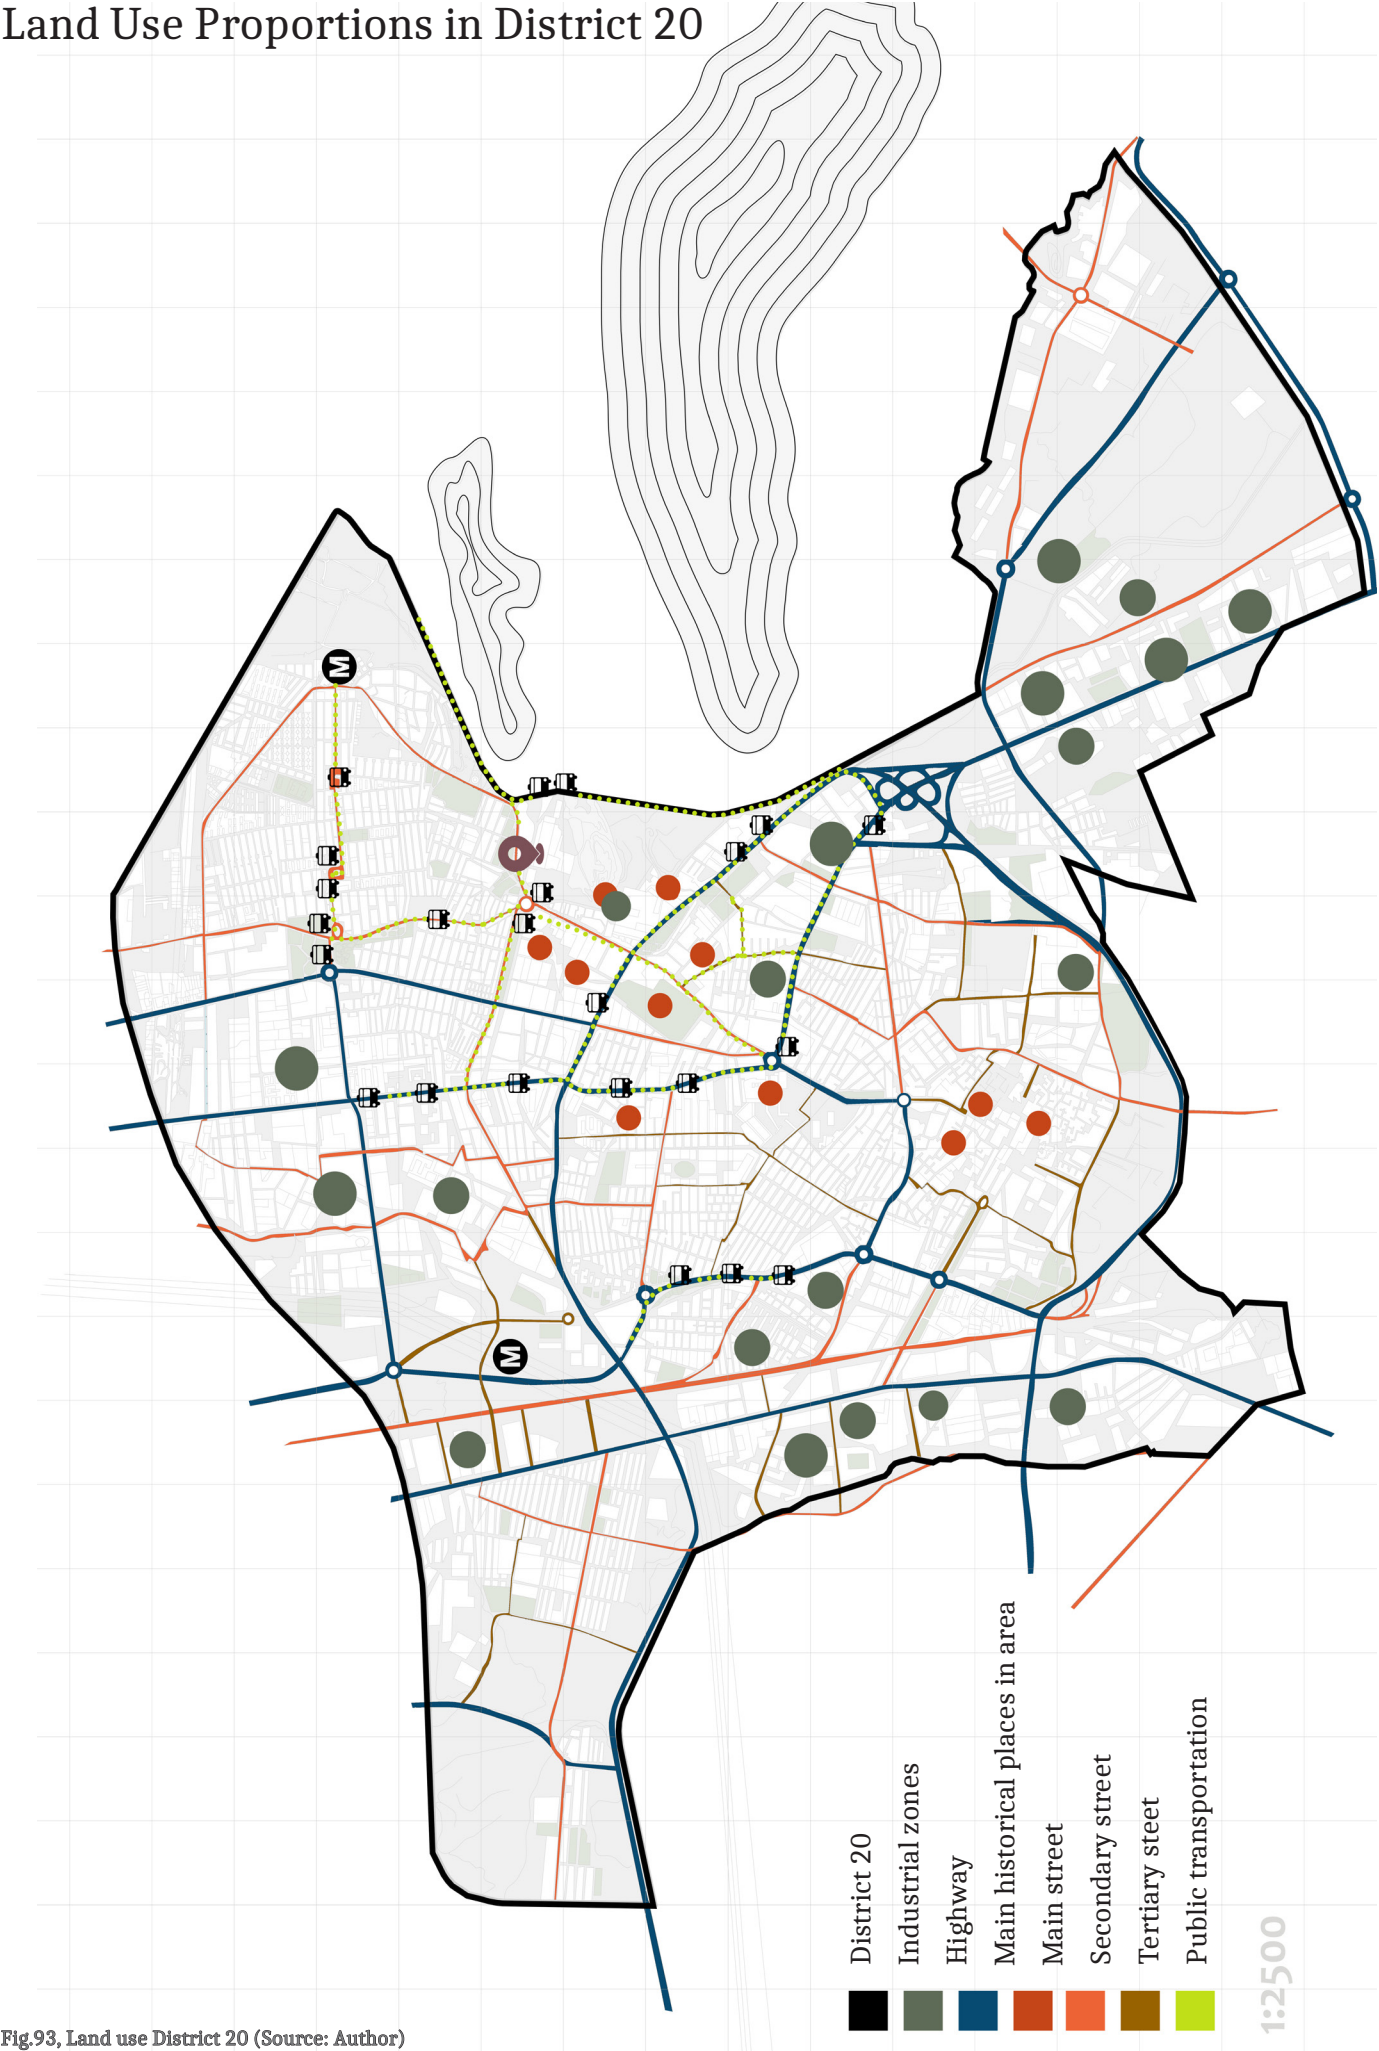 Land Use Proportions in District 20
M
M
District 20
Industrial zones
Highway
Main historical places in area
Main street
Secondary street
Tertiary steet
Public transportation
1:2500
Fig.93, Land use District 20 (Source: Author)